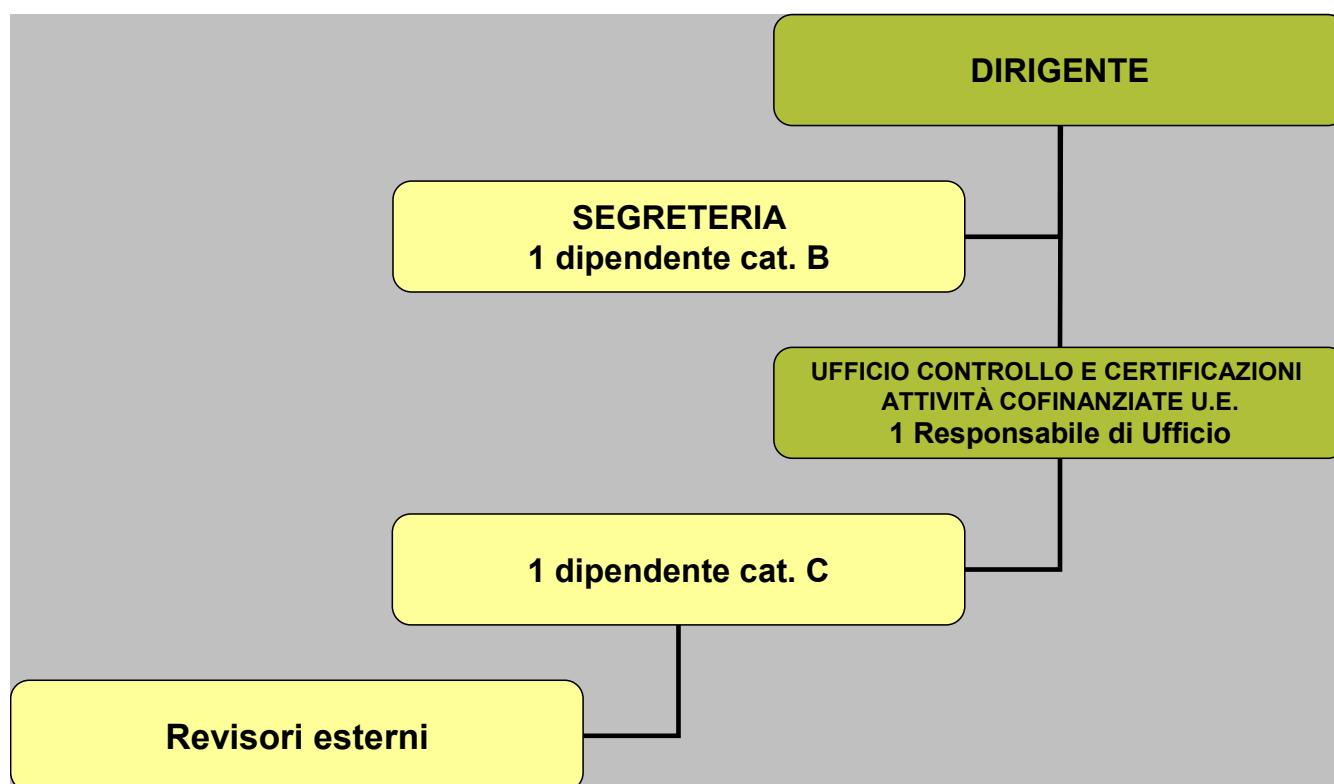 DIRIGENTE
SEGRETERIA
1 dipendente cat. B
UFFICIO CONTROLLO E CERTIFICAZIONI
ATTIVITÀ COFINANZIATE U.E.
1 Responsabile di Ufficio
1 dipendente cat. C
Revisori esterni